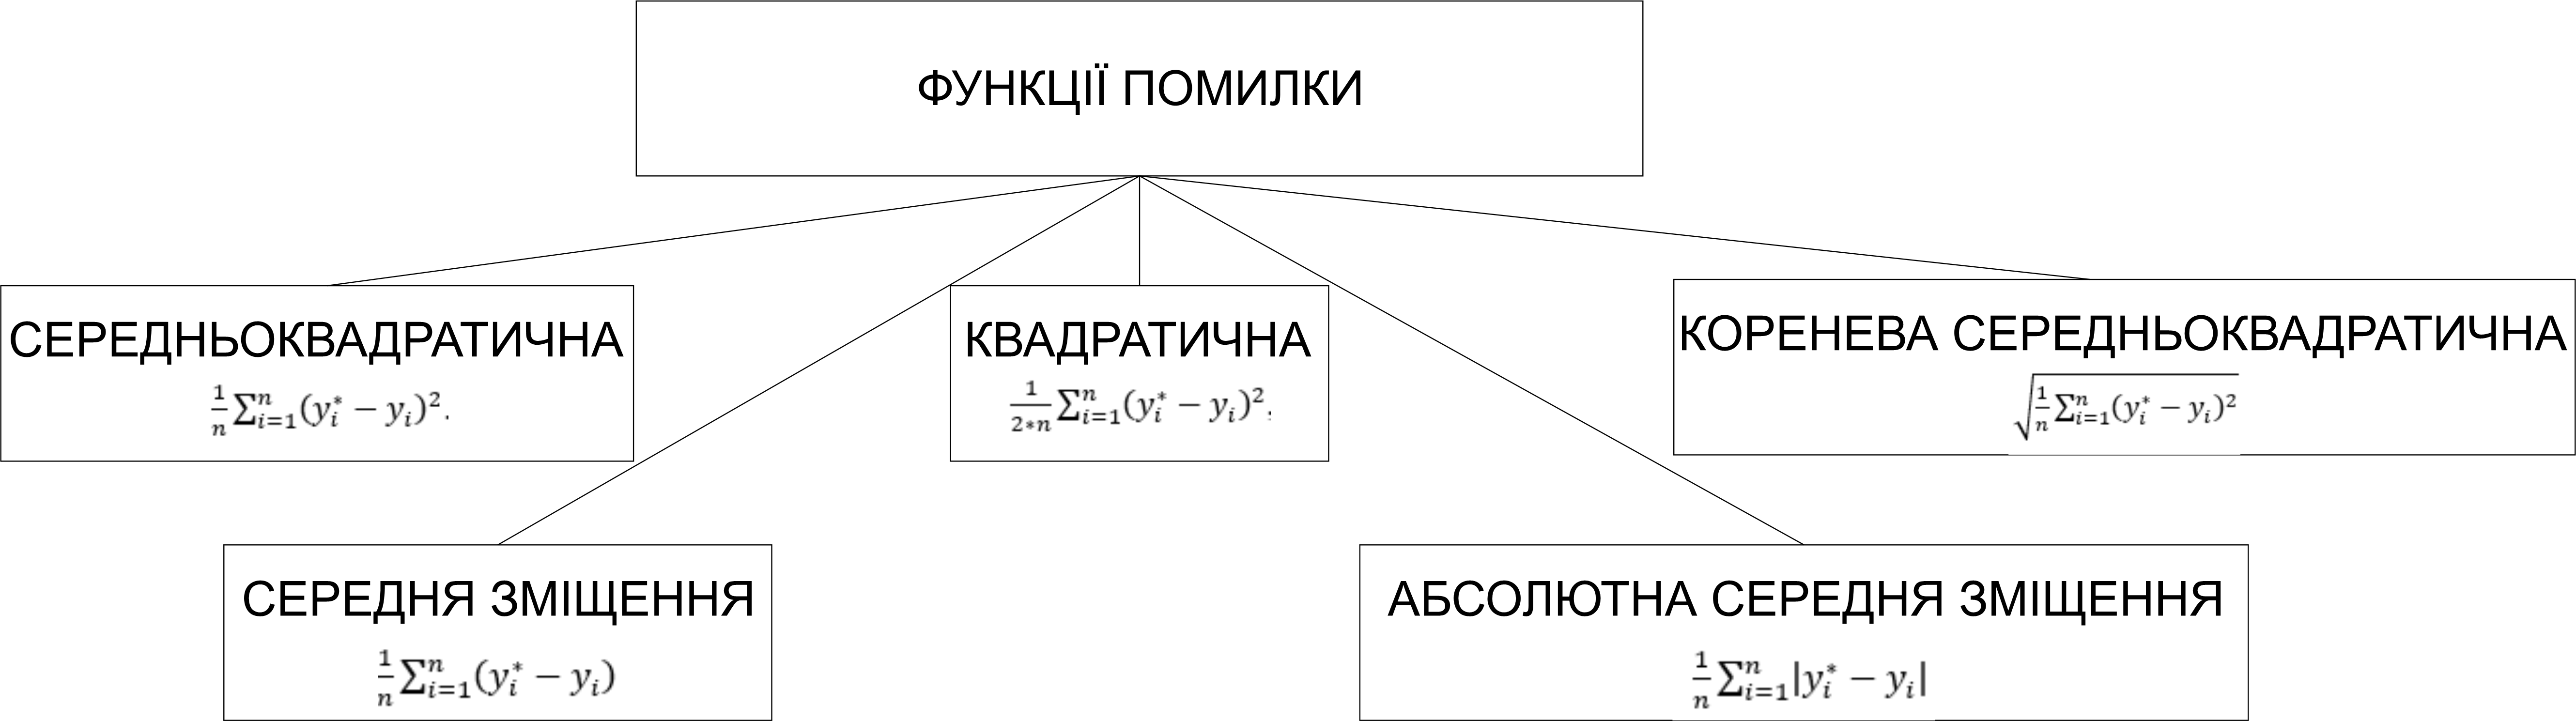 ФУНКЦІЇ ПОМИЛКИ
СЕРЕДНЬОКВАДРАТИЧНА
$\frac{1}{n}\sum_{i=1}^{n}(y_i^* - y_i)^2.$
КВАДРАТИЧНА
$\frac{1}{2*n}\sum_{i=1}^{n}(y_i^* - y_i)^2,$
КОРЕНЕВА СЕРЕДНЬОКВАДРАТИЧНА
$\sqrt{\frac{1}{n}\sum_{i=1}^{n}(y_i^* - y_i)^2}$
СЕРЕДНЯ ЗМІЩЕННЯ
$\frac{1}{n}\sum_{i=1}^{n}(y_i^* - y_i)$
АБСОЛЮТНА СЕРЕДНЯ ЗМІЩЕННЯ
$\frac{1}{n}\sum_{i=1}^{n}|y_i^* - y_i|$